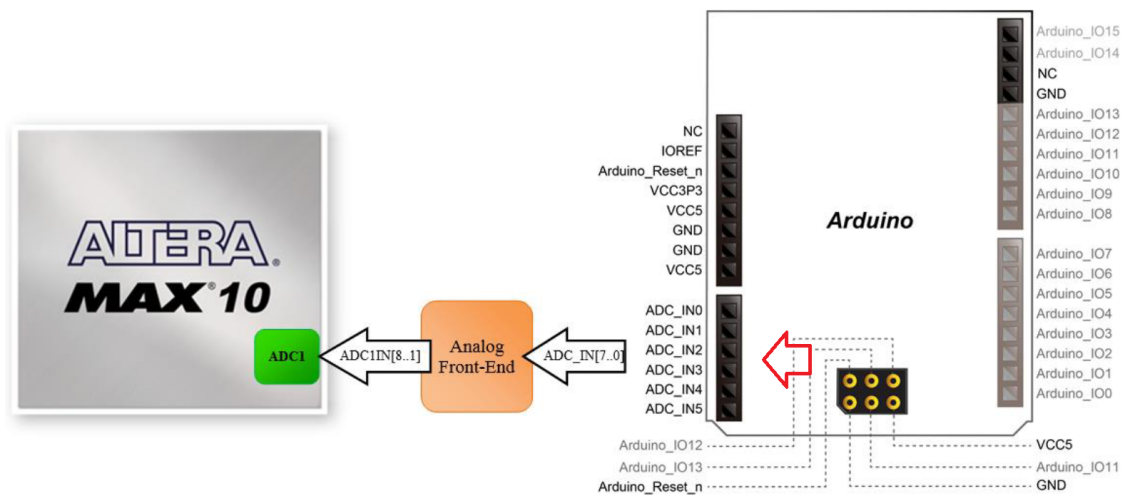 ALTERA®
MAX®10
ADC1
ADC1IN[8..1]
Analog
Front-End
ADC_IN[7..0]
NC
IOREF
Arduino_Reset_n
VCC3P3
VCC5
GND
GND
VCC5
ADC_IN0
ADC_IN1
ADC_IN2
ADC_IN3
ADC_IN4
ADC_IN5
Arduino_IO12
Arduino_IO13
Arduino_Reset_n
Arduino
Arduino_IO15
Arduino_IO14
NC
GND
Arduino_IO13
Arduino_IO12
Arduino_IO11
Arduino_IO10
Arduino_IO9
Arduino_IO8
Arduino_IO7
Arduino_IO6
Arduino_IO5
Arduino_IO4
Arduino_IO3
Arduino_IO2
Arduino_IO1
Arduino_IO0
VCC5
Arduino_IO11
GND